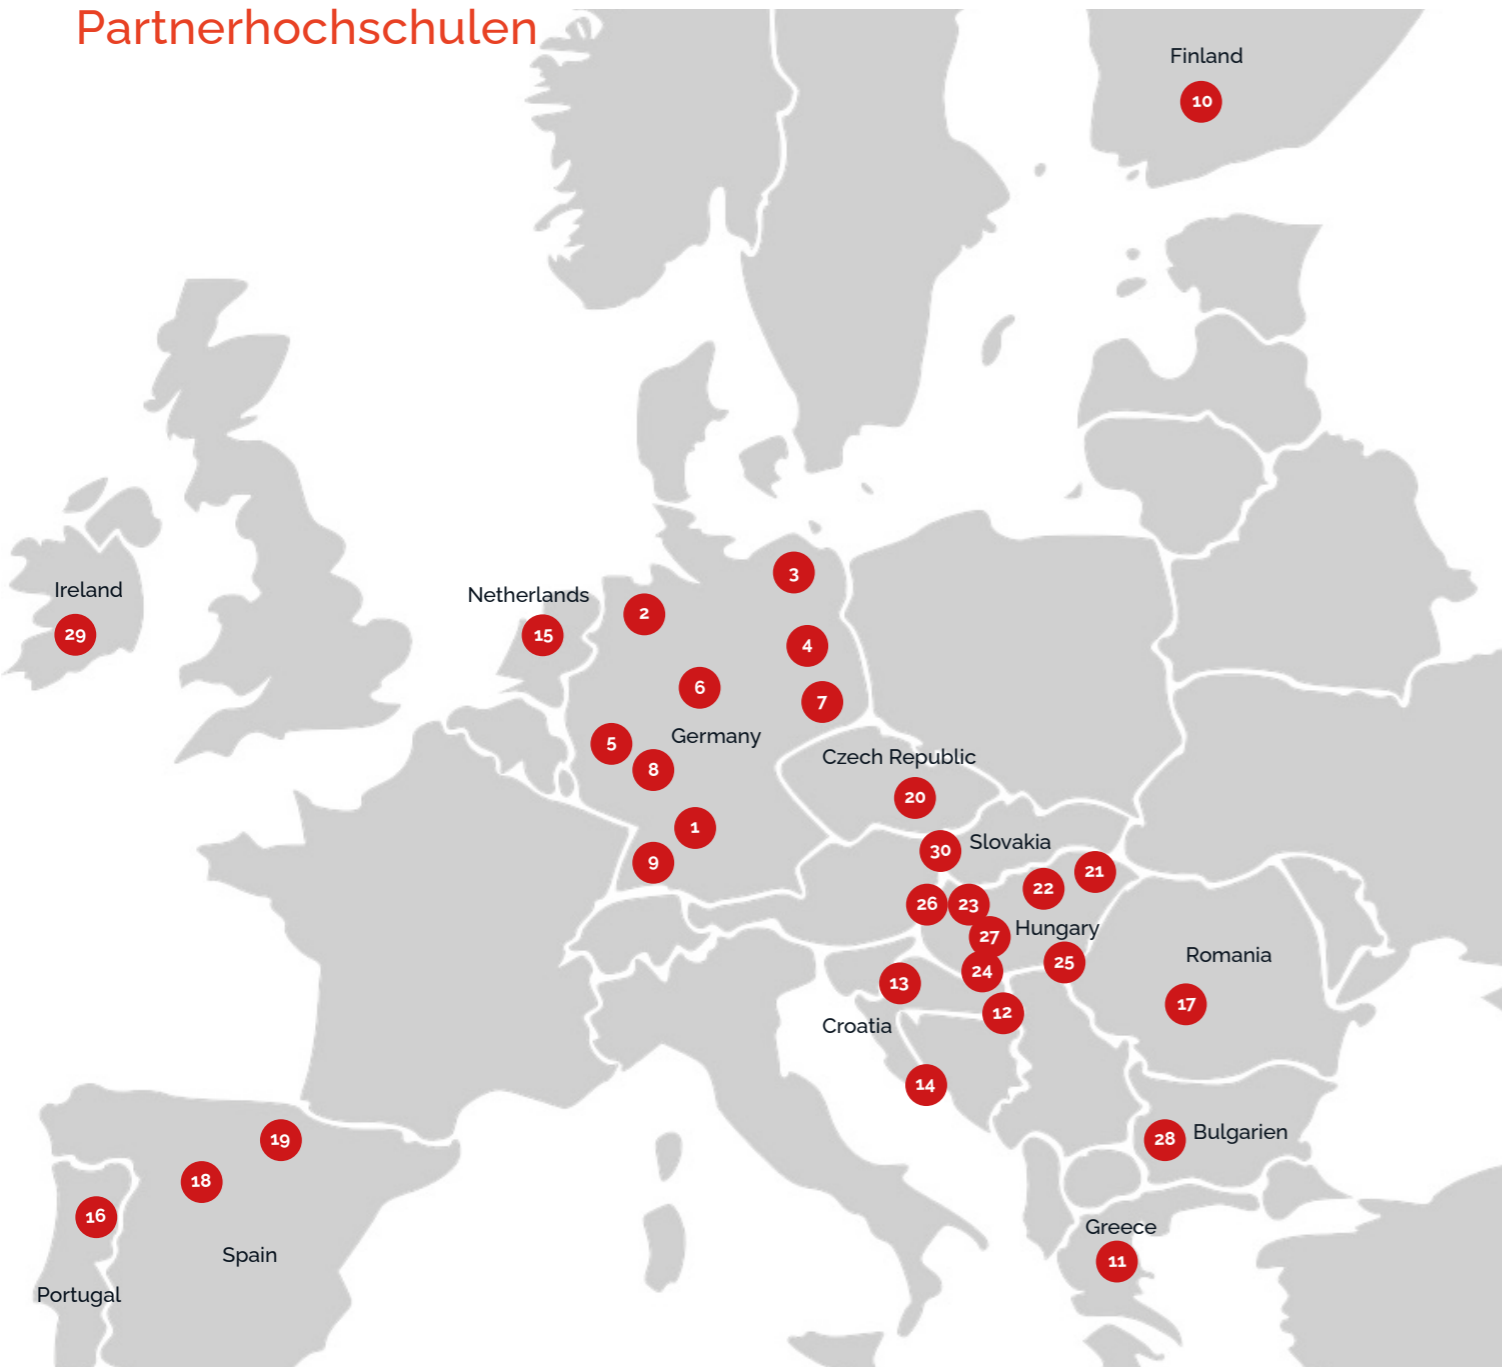 Partnerhochschulen
Finland
10
3
Ireland
Netherlands
2
29
15
4
6
7
5
Germany
8
Czech Republic
20
1
Slovakia
30
9
21
22
26
23
Hungary
27
Romania
25
24
13
17
12
Croatia
14
19
28
Bulgarien
18
16
Greece
Spain
11
Portugal